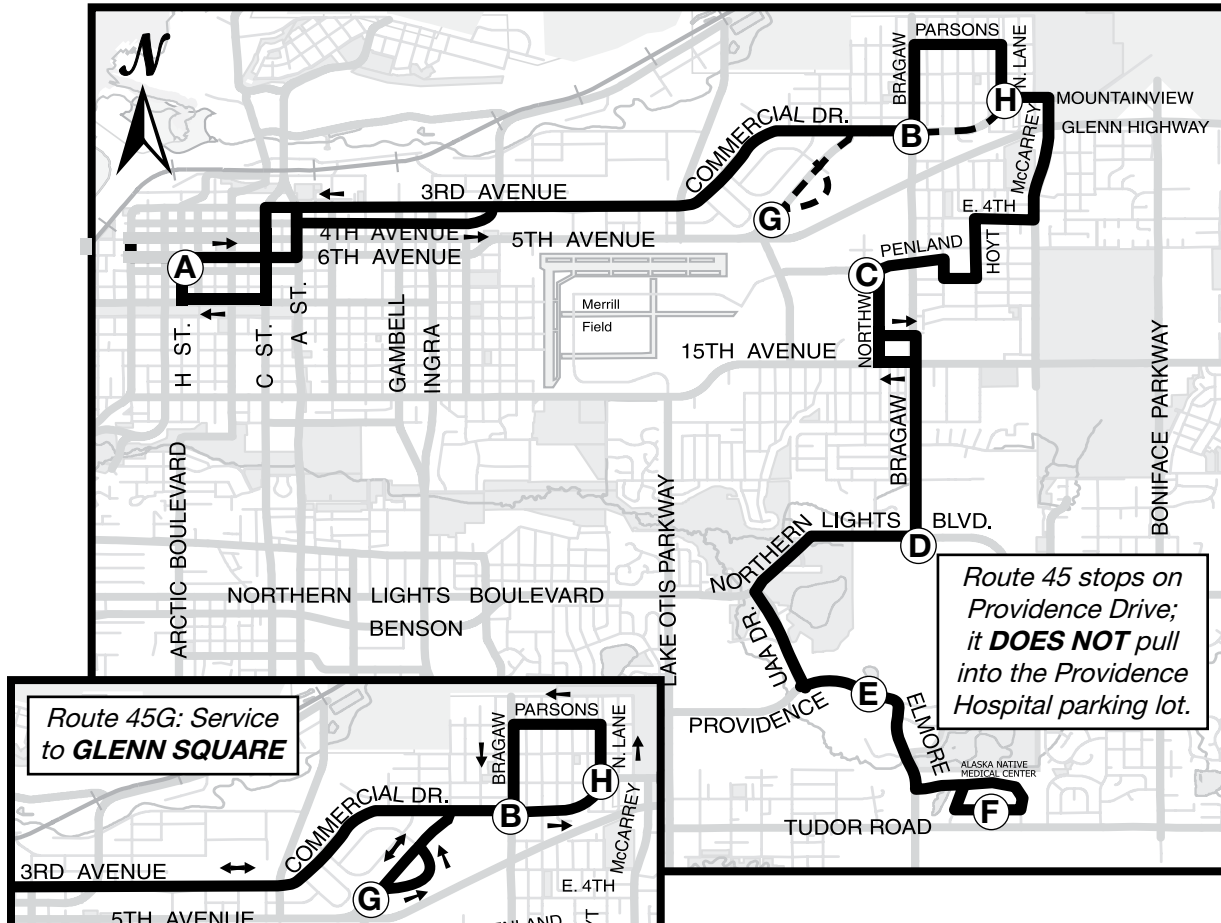 N
PARSONS
BRAGAW
N. LANE
H
MOUNTAINVIEW
COMMERCIAL DR.
B
McCARREY
GLENN HIGHWAY
3RD AVENUE
G
E. 4TH
4TH AVENUE
5TH AVENUE
6TH AVENUE
PENLAND
HOYT
A
C
Merrill
Field
NORTHW
H ST.
C ST.
A ST.
GAMBELL
INGRA
15TH AVENUE
BRAGAW
BONIFACE PARKWAY
ARCTIC BOULEVARD
LAKE OTIS PARKWAY
NORTHERN LIGHTS BLVD.
D
NORTHERN LIGHTS BOULEVARD
BENSON
UAA DR.
PROVIDENCE
E
ELMORE
ALASKA NATIVE
MEDICAL CENTER
F
TUDOR ROAD
Route 45 stops on
Providence Drive;
it DOES NOT pull
into the Providence
Hospital parking lot.
Route 45G: Service
to GLENN SQUARE
PARSONS
BRAGAW
N. LANE
H
COMMERCIAL DR.
B
McCARREY
3RD AVENUE
G
E. 4TH
5TH AVENUE